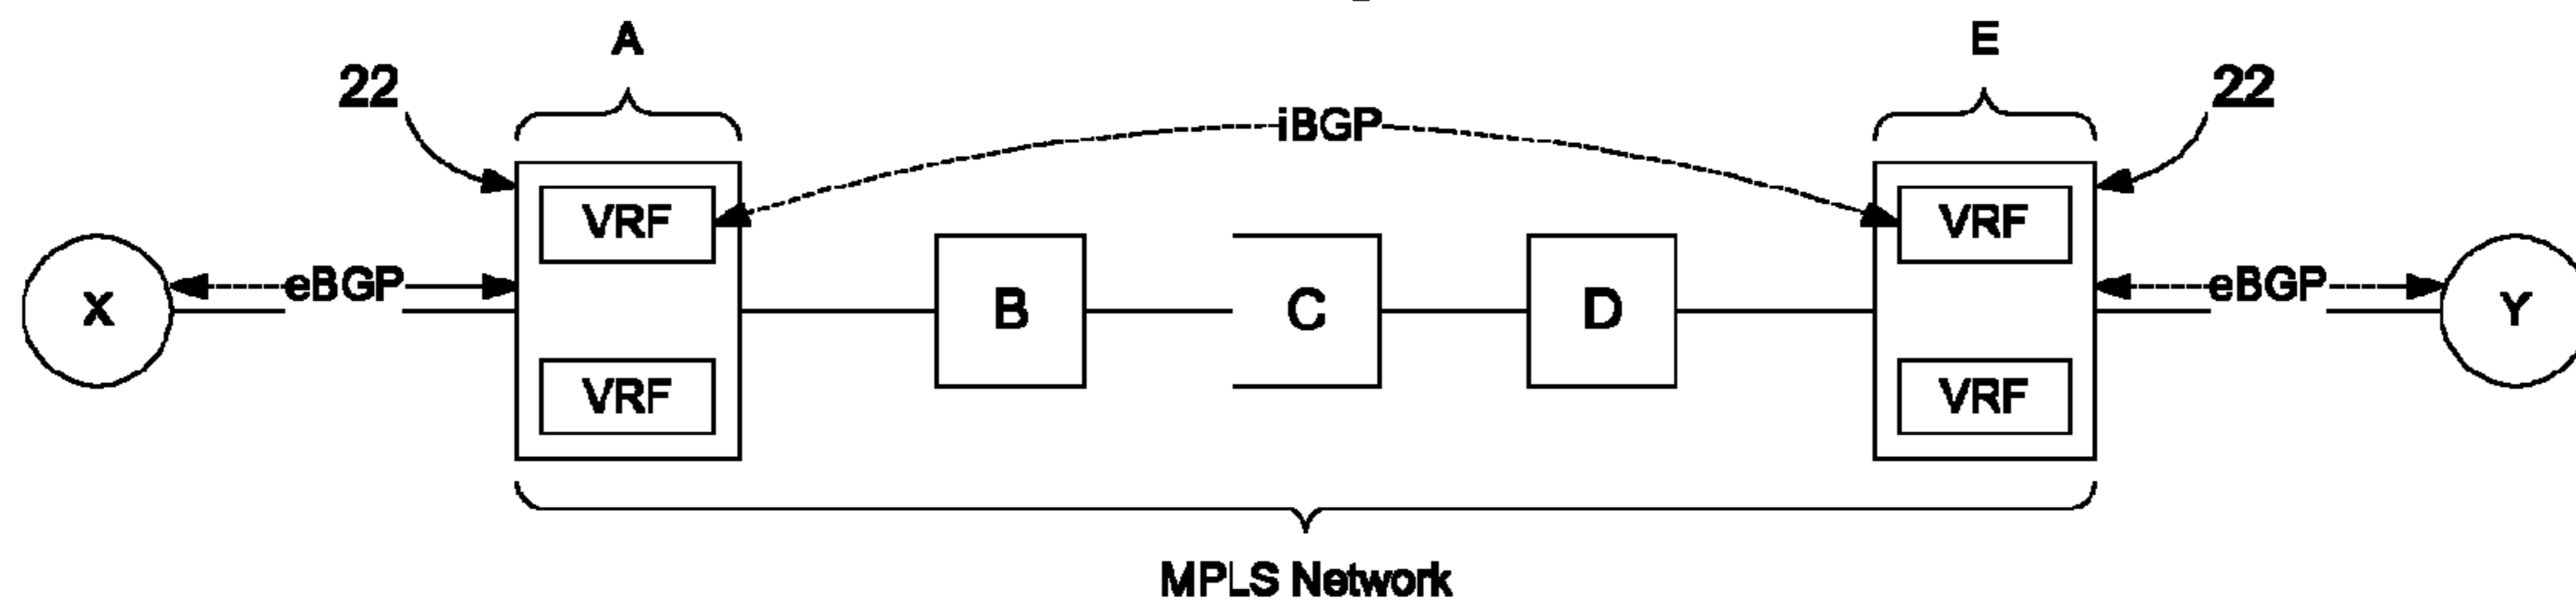 A
E
22
22
iBGP
VRF
VRF
eBGP
eBGP
X
B
C
D
Y
VRF
VRF
MPLS Network